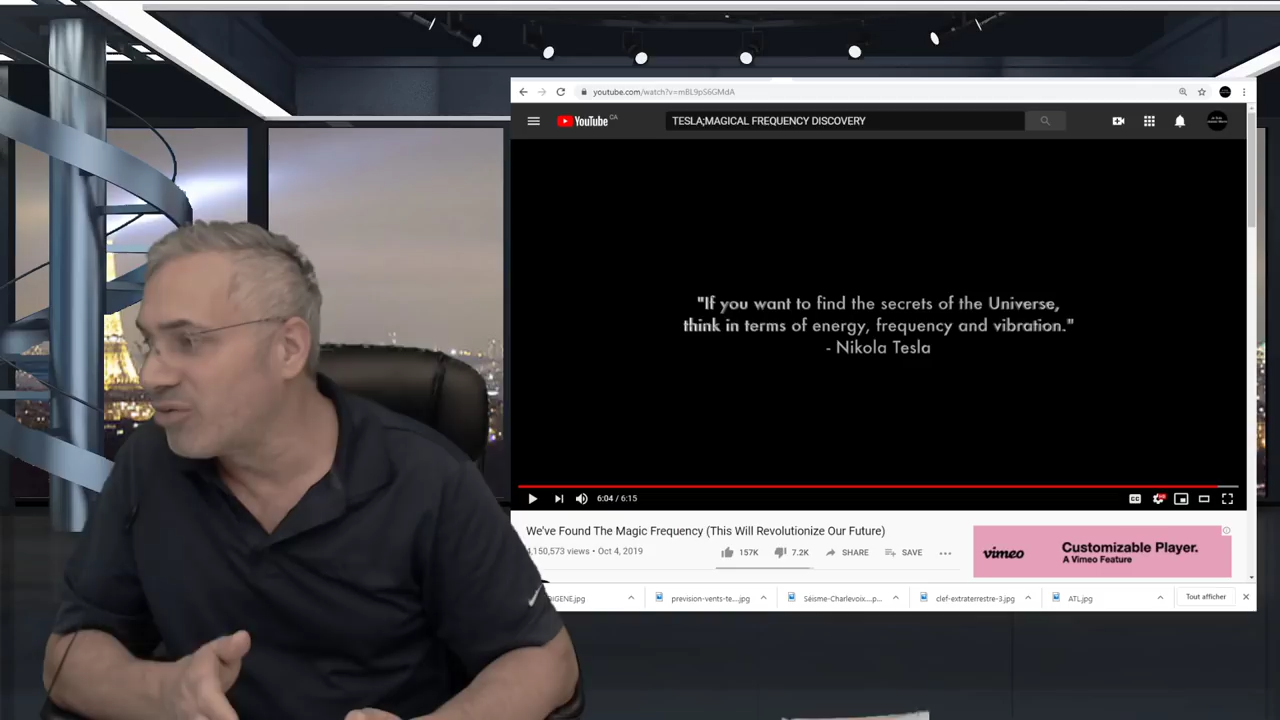 youtube.com/watch?v=mBL9pS6GMdA
YouTube CA
TESLA;MAGICAL FREQUENCY DISCOVERY
"If you want to find the secrets of the Universe,
think in terms of energy, frequency and vibration."
- Nikola Tesla
6:04 / 6:15
CC
We've Found The Magic Frequency (This Will Revolutionize Our Future)
4,150,573 views • Oct 4, 2019
157K
7.2K
SHARE
SAVE
vimeo
Customizable Player.
A Vimeo Feature
prevision-vents-te....jpg
Séisme-Charlevoix....p...
clef-extraterrestre-3.jpg
ATL.jpg
Tout afficher